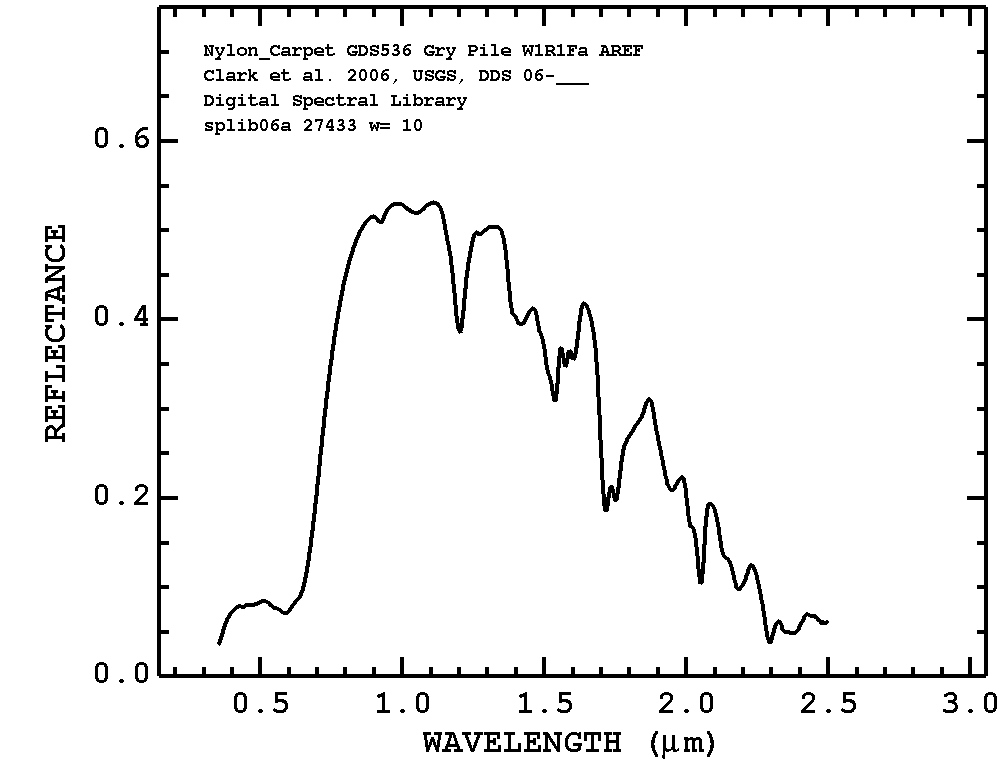 Nylon_Carpet GDS536 Gry Pile W1R1Fa AREF
Clark et al. 2006, USGS, DDS 06-___
Digital Spectral Library
splib06a 27433 w= 10
REFLECTANCE
0.6
0.4
0.2
0.0
0.5 1.0 1.5 2.0 2.5 3.0
WAVELENGTH (μm)